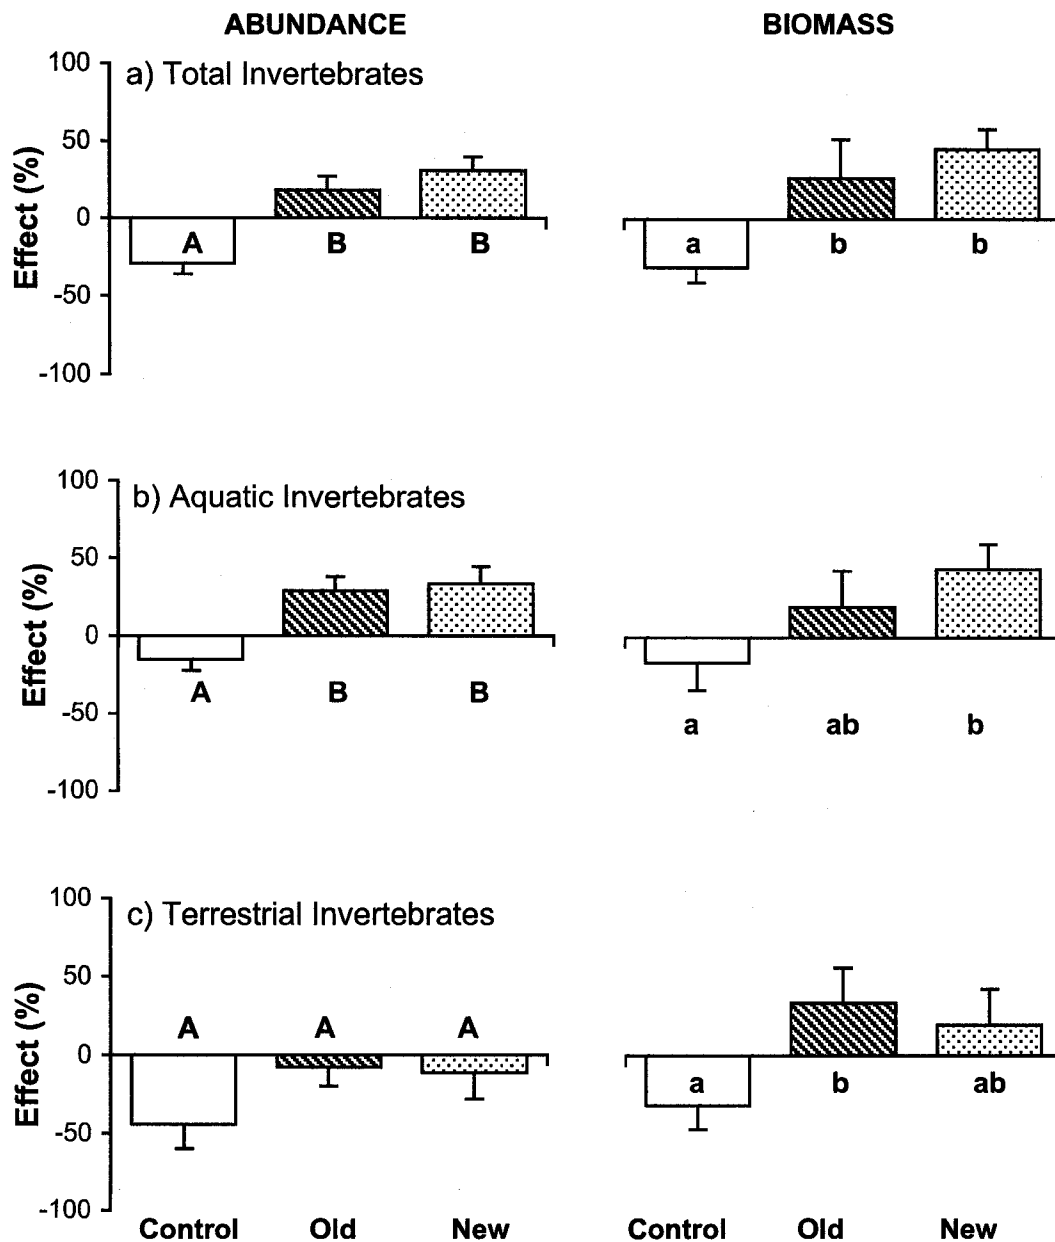 ABUNDANCE BIOMASS
a) Total Invertebrates
Effect (%)
100
50
0
-50
-100
A B B
a b b
b) Aquatic Invertebrates
Effect (%)
100
50
0
-50
-100
A B B
a ab b
c) Terrestrial Invertebrates
Effect (%)
100
50
0
-50
-100
A A A
a b ab
Control Old New Control Old New